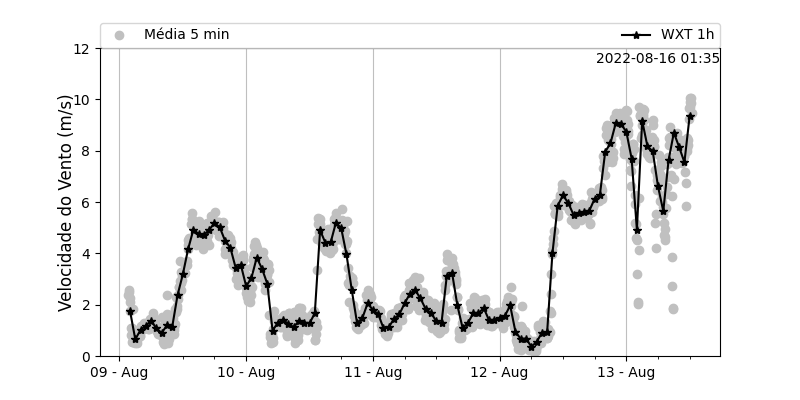 Média 5 min
WXT 1h
2022-08-16 01:35
Velocidade do Vento (m/s)
12
10
8
6
4
2
0
09 - Aug
10 - Aug
11 - Aug
12 - Aug
13 - Aug